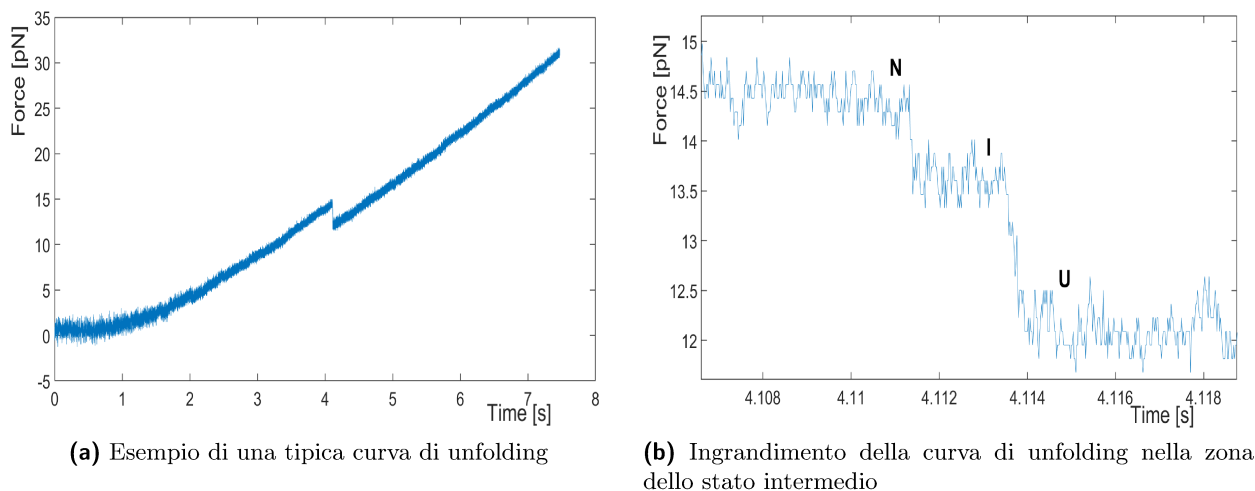 35
30
25
20
15
10
5
0
-5
Force [pN]
0 1 2 3 4 5 6 7 8
Time [s]
(a) Esempio di una tipica curva di unfolding
15
14.5
14
13.5
13
12.5
12
Force [pN]
N
I
U
4.108 4.11 4.112 4.114 4.116 4.118
Time [s]
(b) Ingrandimento della curva di unfolding nella zona
dello stato intermedio